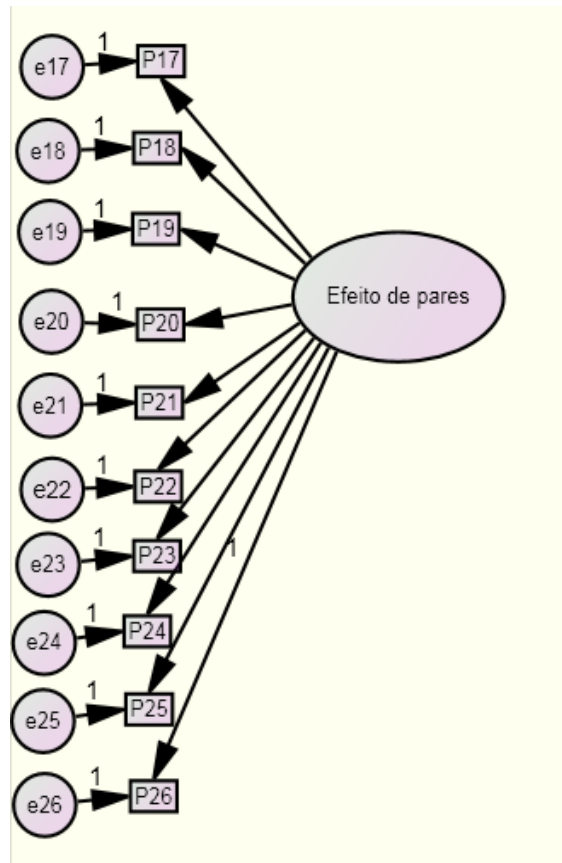 e17 1 P17
e18 1 P18
e19 1 P19
Efeito de pares
e20 1 P20
e21 1 P21
e22 1 P22
e23 1 P23 1
e24 1 P24
e25 1 P25
e26 1 P26